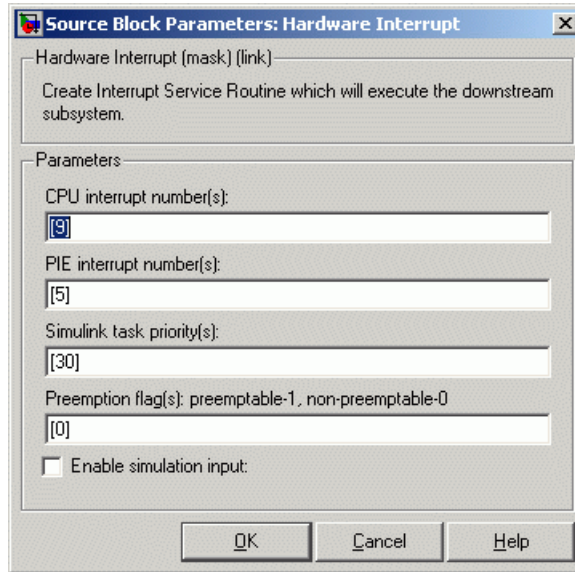 Source Block Parameters: Hardware Interrupt
Hardware Interrupt (mask) (link)
Create Interrupt Service Routine which will execute the downstream
subsystem.
Parameters
CPU interrupt number(s):
[9]
PIE interrupt number(s):
[5]
Simulink task priority(s):
[30]
Preemption flag(s): preemptable-1, non-preemptable-0
[0]
Enable simulation input:
OK Cancel Help